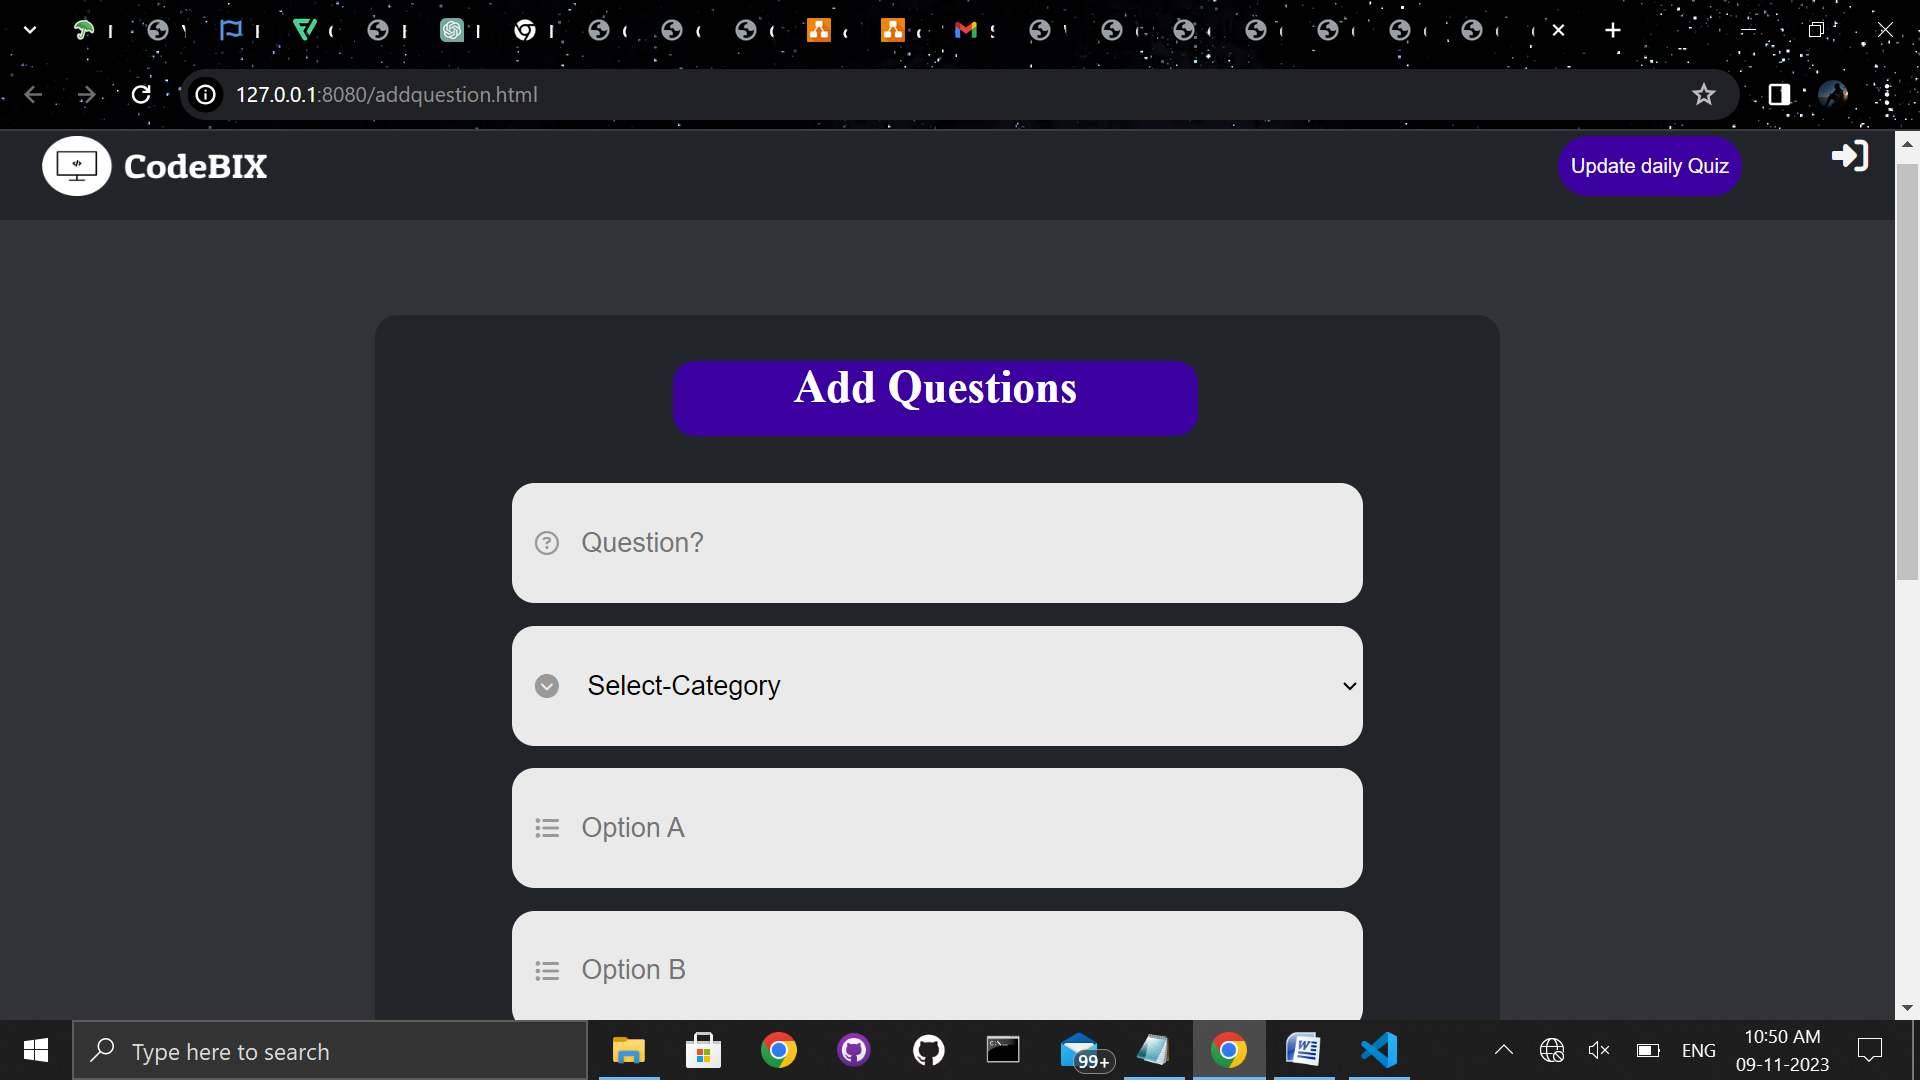 127.0.0.1:8080/addquestion.html
CodeBIX
Update daily Quiz
Add Questions
Question?
Select-Category
Option A
Option B
Type here to search
99+
ENG
10:50 AM
09-11-2023